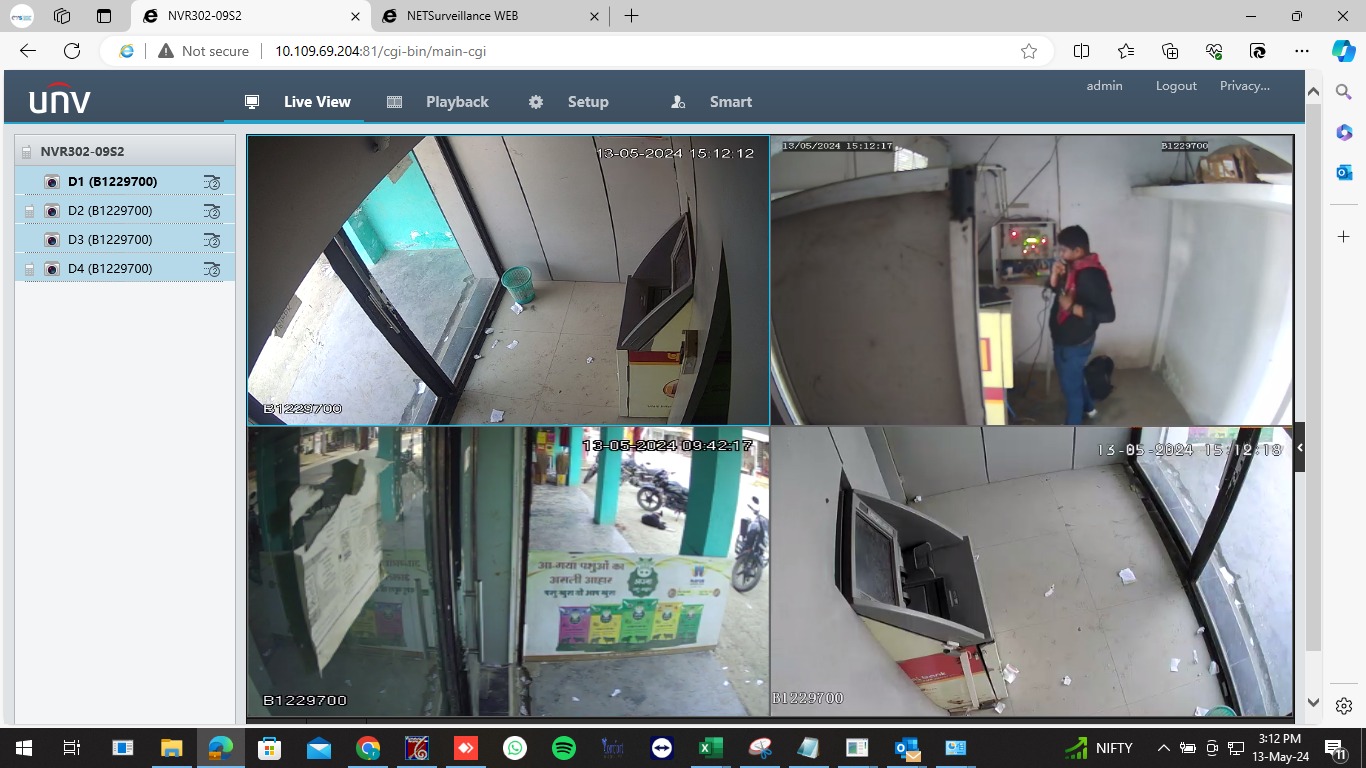 NVR302-09S2
NETSurveillance WEB
Not secure
10.109.69.204:81/cgi-bin/main-cgi
unv
Live View
Playback
Setup
Smart
admin
Logout
Privacy...
NVR302-09S2
D1 (B1229700)
D2 (B1229700)
D3 (B1229700)
D4 (B1229700)
13-05-2024 15:12:12
B1229700
13/05/2024 15:12:17
B1229700
13-05-2024 09:42:17
आ-गया पशुओं का
असली आहार
B1229700
13-05-2024 15:12:18
bank
B1229700
NIFTY
3:12 PM
13-May-24
11